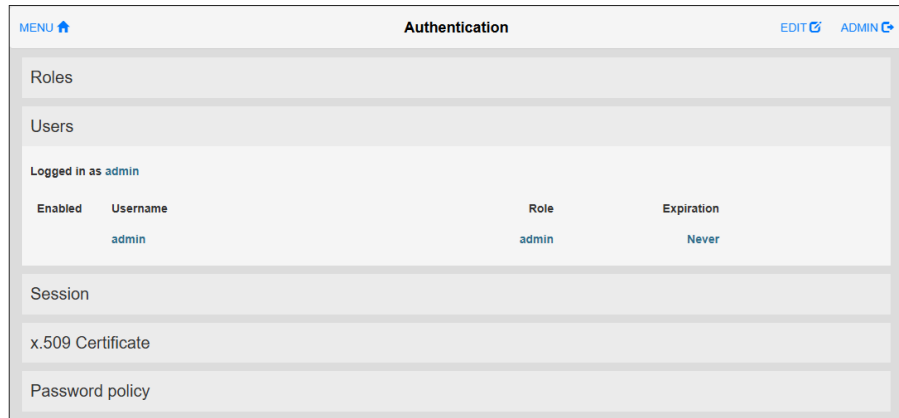 MENU Authentication EDIT ADMIN
Roles
Users
Logged in as admin
Enabled Username Role Expiration
admin admin Never
Session
x.509 Certificate
Password policy